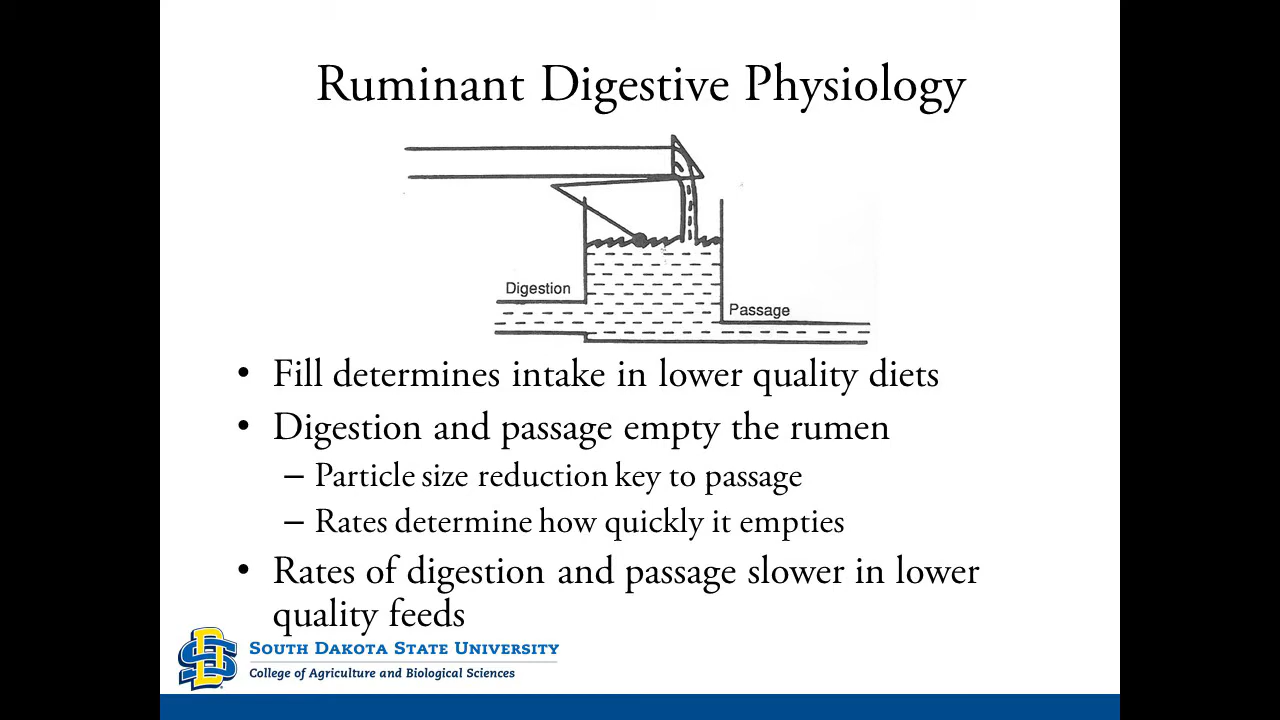 Ruminant Digestive Physiology
Digestion
Passage
• Fill determines intake in lower quality diets
• Digestion and passage empty the rumen
– Particle size reduction key to passage
– Rates determine how quickly it empties
• Rates of digestion and passage slower in lower
quality feeds
South Dakota State University
College of Agriculture and Biological Sciences